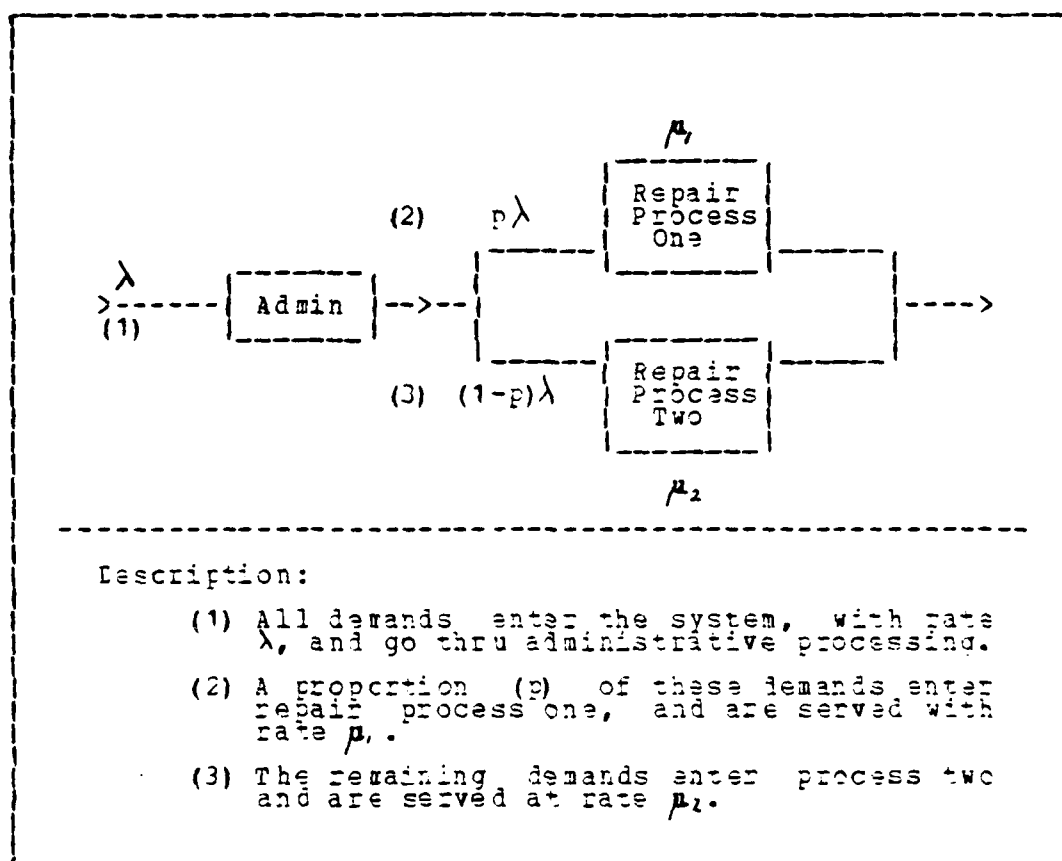 μ₁
Repair
Process
One
(2) pλ
λ
(1)
Admin
Repair
Process
Two
(3) (1-p)λ
μ₂
Description:
(1) All demands enter the system, with rate
λ, and go thru administrative processing.
(2) A proportion (p) of these demands enter
repair process one, and are served with
rate μ₁.
(3) The remaining demands enter process two
and are served at rate μ₂.